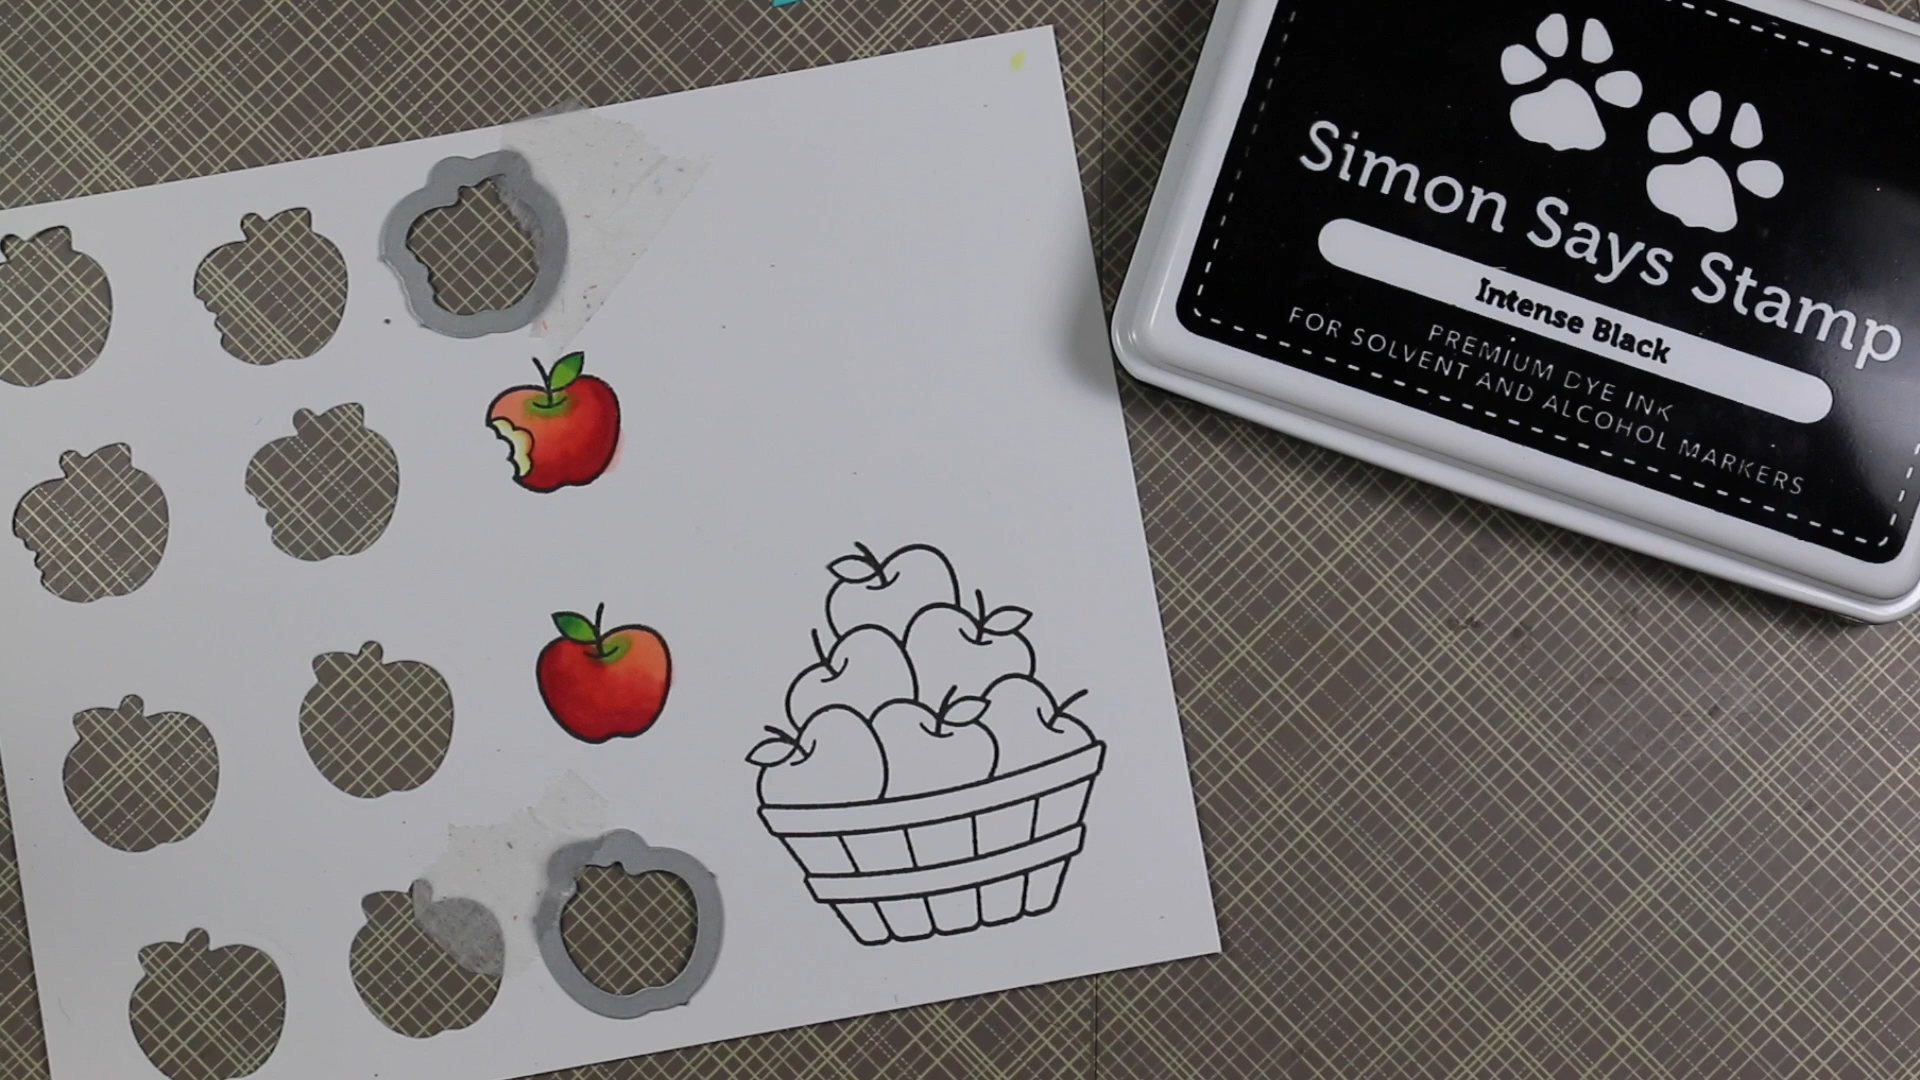 Simon Says Stamp
Intense Black
PREMIUM DYE INK
FOR SOLVENT AND ALCOHOL MARKERS